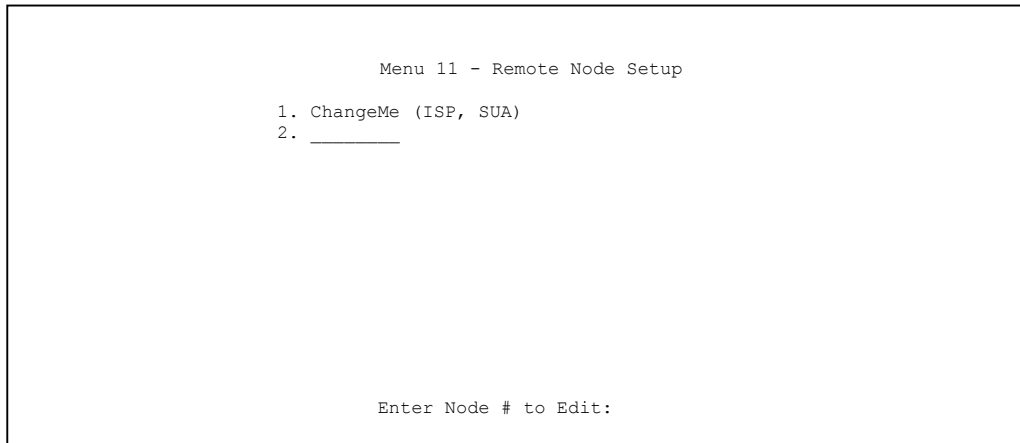 Menu 11 - Remote Node Setup
1. ChangeMe (ISP, SUA)
2. ________
Enter Node # to Edit: